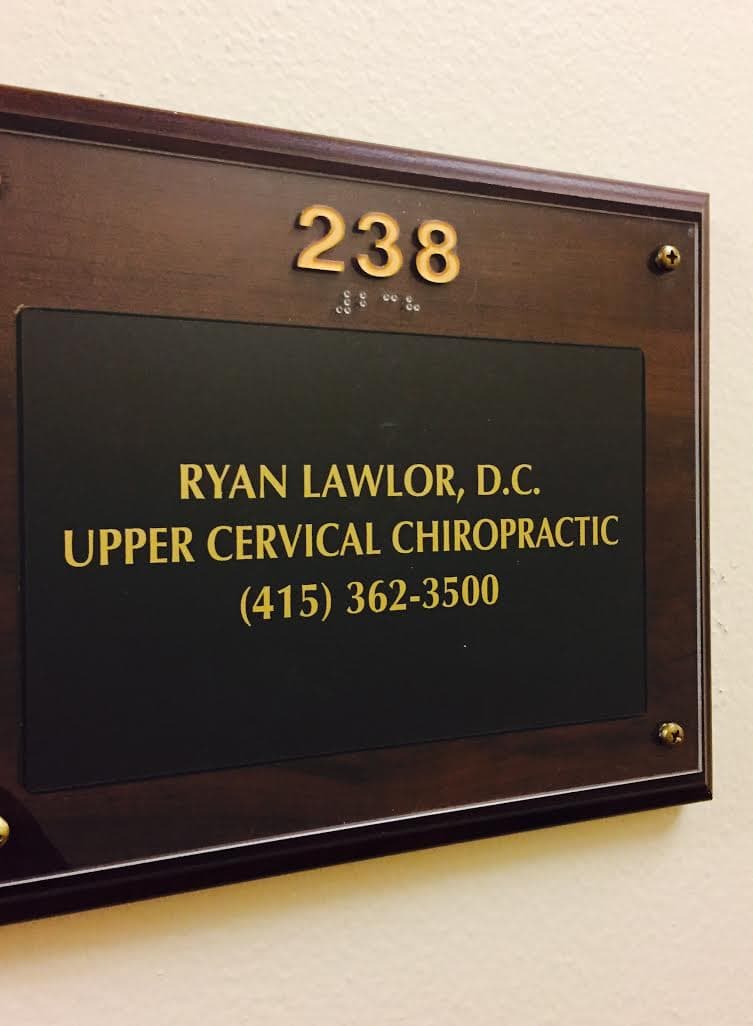 238
RYAN LAWLOR, D.C.
UPPER CERVICAL CHIROPRACTIC
(415) 362-3500